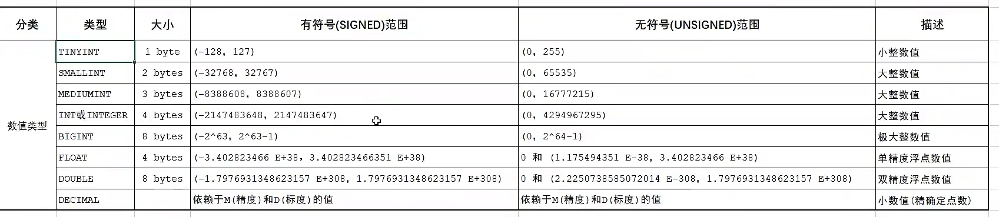 分类 类型 大小 有符号(SIGNED)范围 无符号(UNSIGNED)范围 描述
数值类型
TINYINT 1 byte (-128, 127) (0, 255) 小整数值
SMALLINT 2 bytes (-32768, 32767) (0, 65535) 大整数值
MEDIUMINT 3 bytes (-8388608, 8388607) (0, 16777215) 大整数值
INT或INTEGER 4 bytes (-2147483648, 2147483647) (0, 4294967295) 大整数值
BIGINT 8 bytes (-2^63, 2^63-1) (0, 2^64-1) 极大整数值
FLOAT 4 bytes (-3.402823466 E+38, 3.402823466351 E+38) 0 和 (1.175494351 E-38, 3.402823466 E+38) 单精度浮点数值
DOUBLE 8 bytes (-1.7976931348623157 E+308, 1.7976931348623157 E+308) 0 和 (2.2250738585072014 E-308, 1.7976931348623157 E+308) 双精度浮点数值
DECIMAL 依赖于M(精度)和D(标度)的值 依赖于M(精度)和D(标度)的值 小数值(精确定点数)